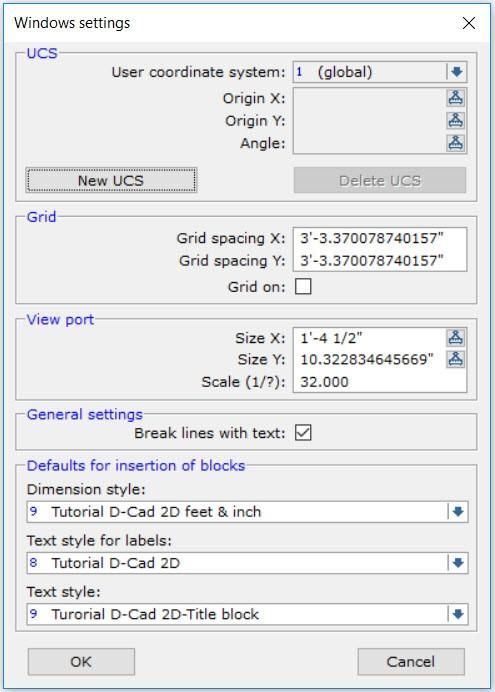 Windows settings
UCS
User coordinate system: 1 (global)
Origin X:
Origin Y:
Angle:
New UCS Delete UCS
Grid
Grid spacing X: 3'-3.370078740157"
Grid spacing Y: 3'-3.370078740157"
Grid on:
View port
Size X: 1'-4 1/2"
Size Y: 10.322834645669"
Scale (1/?): 32.000
General settings
Break lines with text:
Defaults for insertion of blocks
Dimension style:
9 Tutorial D-Cad 2D feet & inch
Text style for labels:
8 Tutorial D-Cad 2D
Text style:
9 Turorial D-Cad 2D-Title block
OK Cancel